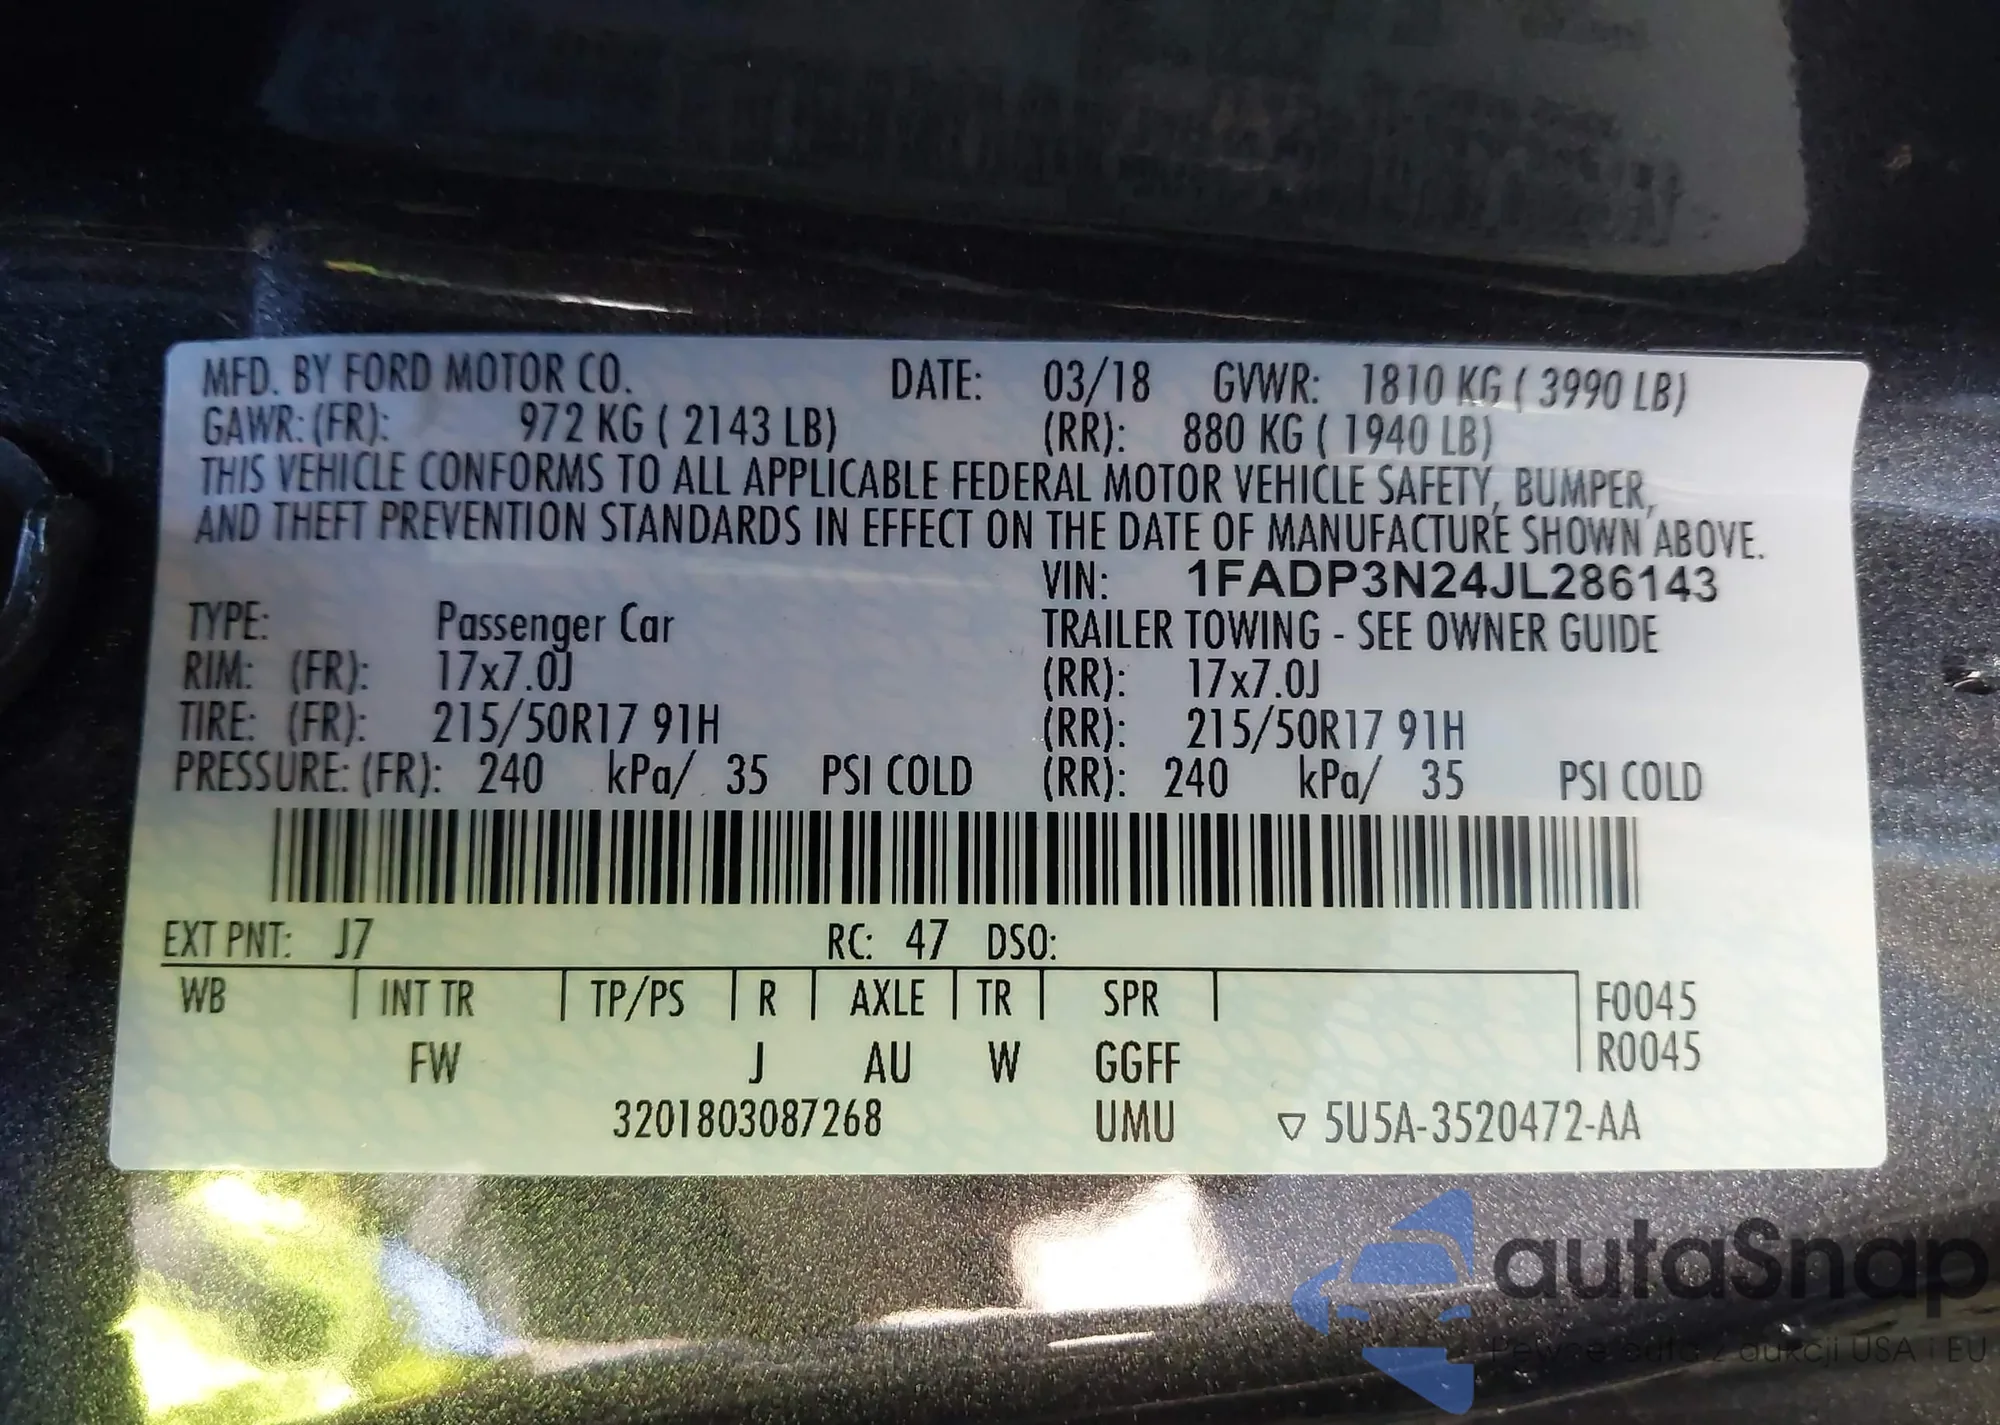 MFD. BY FORD MOTOR CO. DATE: 03/18 GVWR: 1810 KG ( 3990 LB)
GAWR: (FR): 972 KG ( 2143 LB) (RR): 880 KG ( 1940 LB)
THIS VEHICLE CONFORMS TO ALL APPLICABLE FEDERAL MOTOR VEHICLE SAFETY, BUMPER,
AND THEFT PREVENTION STANDARDS IN EFFECT ON THE DATE OF MANUFACTURE SHOWN ABOVE.
VIN: 1FADP3N24JL286143
TYPE: Passenger Car TRAILER TOWING - SEE OWNER GUIDE
RIM: (FR): 17x7.0J (RR): 17x7.0J
TIRE: (FR): 215/50R17 91H (RR): 215/50R17 91H
PRESSURE: (FR): 240 kPa/ 35 PSI COLD (RR): 240 kPa/ 35 PSI COLD
EXT PNT: J7 RC: 47 DSO:
WB INT TR TP/PS R AXLE TR SPR F0045
FW J AU W GGFF R0045
3201803087268 UMU ▽ 5U5A-3520472-AA
autaSnap
Pewne auta z aukcji USA i EU